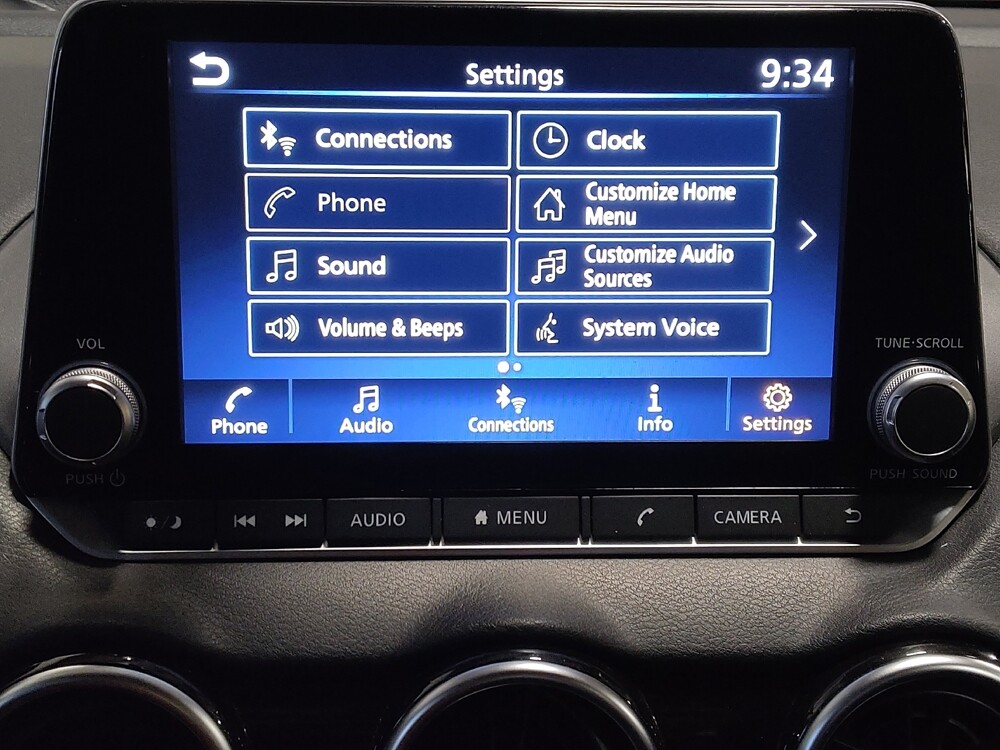 Settings
9:34
Connections
Clock
Phone
Customize Home
Menu
Sound
Customize Audio
Sources
Volume & Beeps
System Voice
Phone
Audio
Connections
Info
Settings
VOL
PUSH
TUNE·SCROLL
PUSH SOUND
AUDIO
MENU
CAMERA